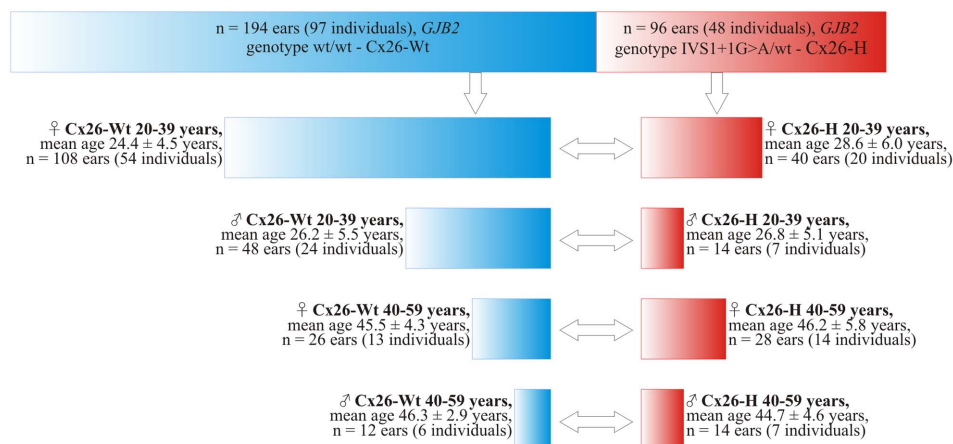 n = 194 ears (97 individuals), GJB2
genotype wt/wt - Cx26-Wt
n = 96 ears (48 individuals), GJB2
genotype IVS1+1G>A/wt - Cx26-H
♀ Cx26-Wt 20-39 years,
mean age 24.4 ± 4.5 years,
n = 108 ears (54 individuals)
♀ Cx26-H 20-39 years,
mean age 28.6 ± 6.0 years,
n = 40 ears (20 individuals)
♂ Cx26-Wt 20-39 years,
mean age 26.2 ± 5.5 years,
n = 48 ears (24 individuals)
♂ Cx26-H 20-39 years,
mean age 26.8 ± 5.1 years,
n = 14 ears (7 individuals)
♀ Cx26-Wt 40-59 years,
mean age 45.5 ± 4.3 years,
n = 26 ears (13 individuals)
♀ Cx26-H 40-59 years,
mean age 46.2 ± 5.8 years,
n = 28 ears (14 individuals)
♂ Cx26-Wt 40-59 years,
mean age 46.3 ± 2.9 years,
n = 12 ears (6 individuals)
♂ Cx26-H 40-59 years,
mean age 44.7 ± 4.6 years,
n = 14 ears (7 individuals)